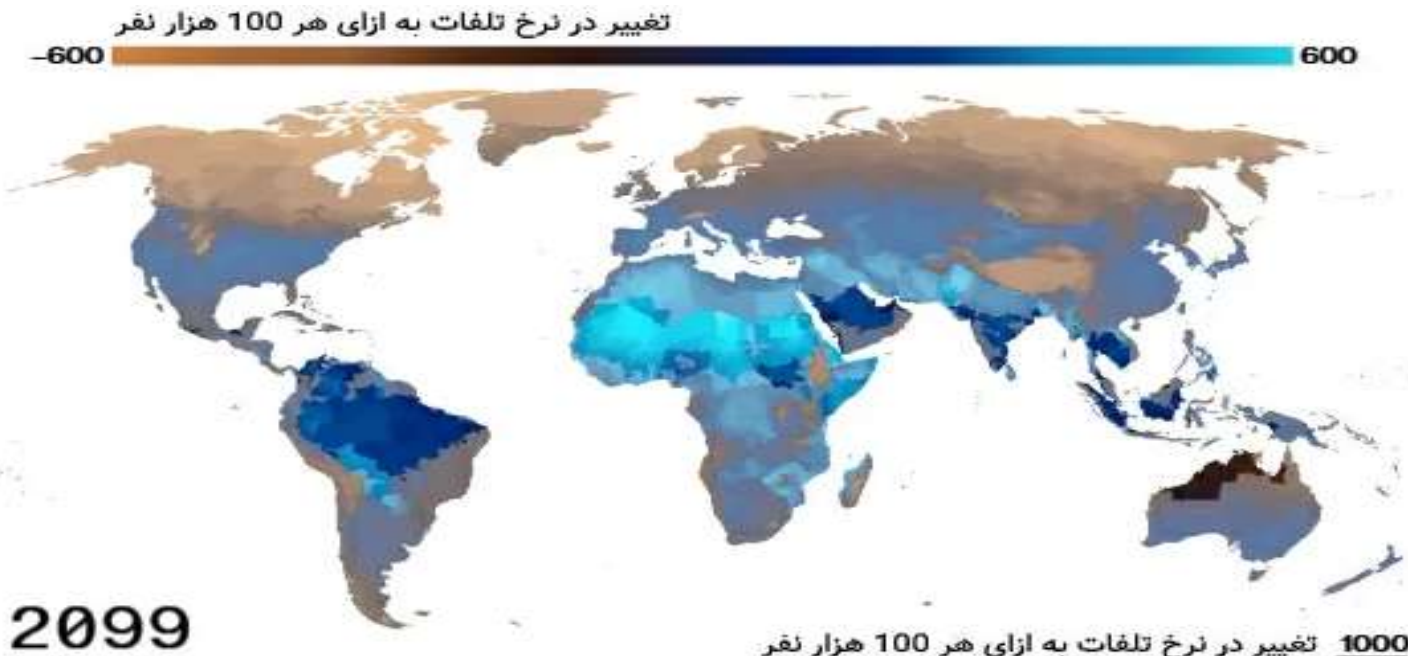 تغییر در نرخ تلفات به ازای هر 100 هزار نفر
-600 600
2099
تغییر در نرخ تلفات به ازای هر 100 هزار نفر 1000